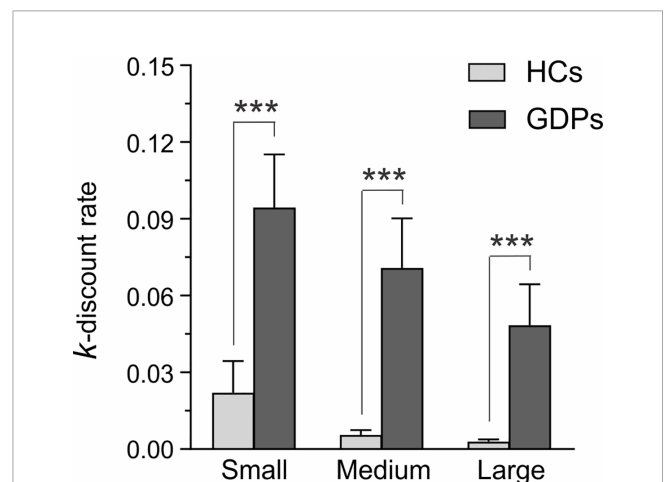 HCs
GDPs
k-discount rate
0.15
0.12
0.09
0.06
0.03
0.00
***
***
***
Small Medium Large